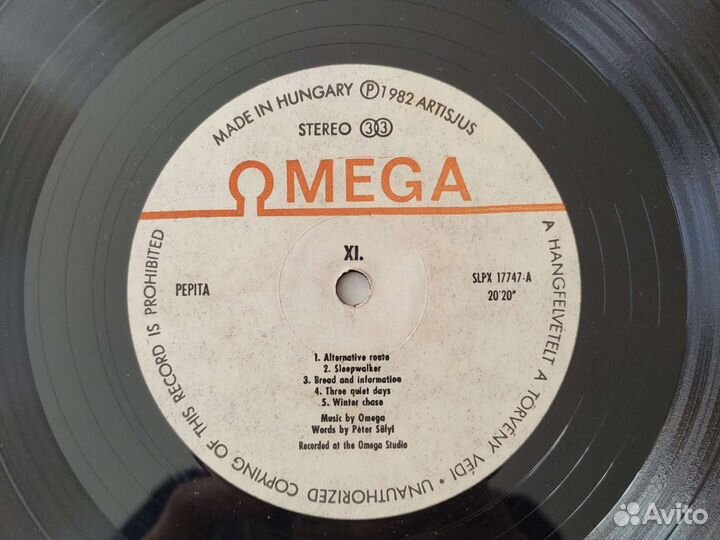 MADE IN HUNGARY Ⓟ 1982 ARTISJUS
STEREO 33
ΩMEGA
XI.
PEPITA
SLPX 17747-A
20'20"
1. Alternative route
2. Sleepwalker
3. Bread and information
4. Three quiet days
5. Winter chase
Music by Omega
Words by Péter Sülyi
Recorded at the Omega Studio
A HANGFELVÉTELT A TÖRVÉNY VÉDI • UNAUTHORIZED COPYING OF THIS RECORD IS PROHIBITED
Avito